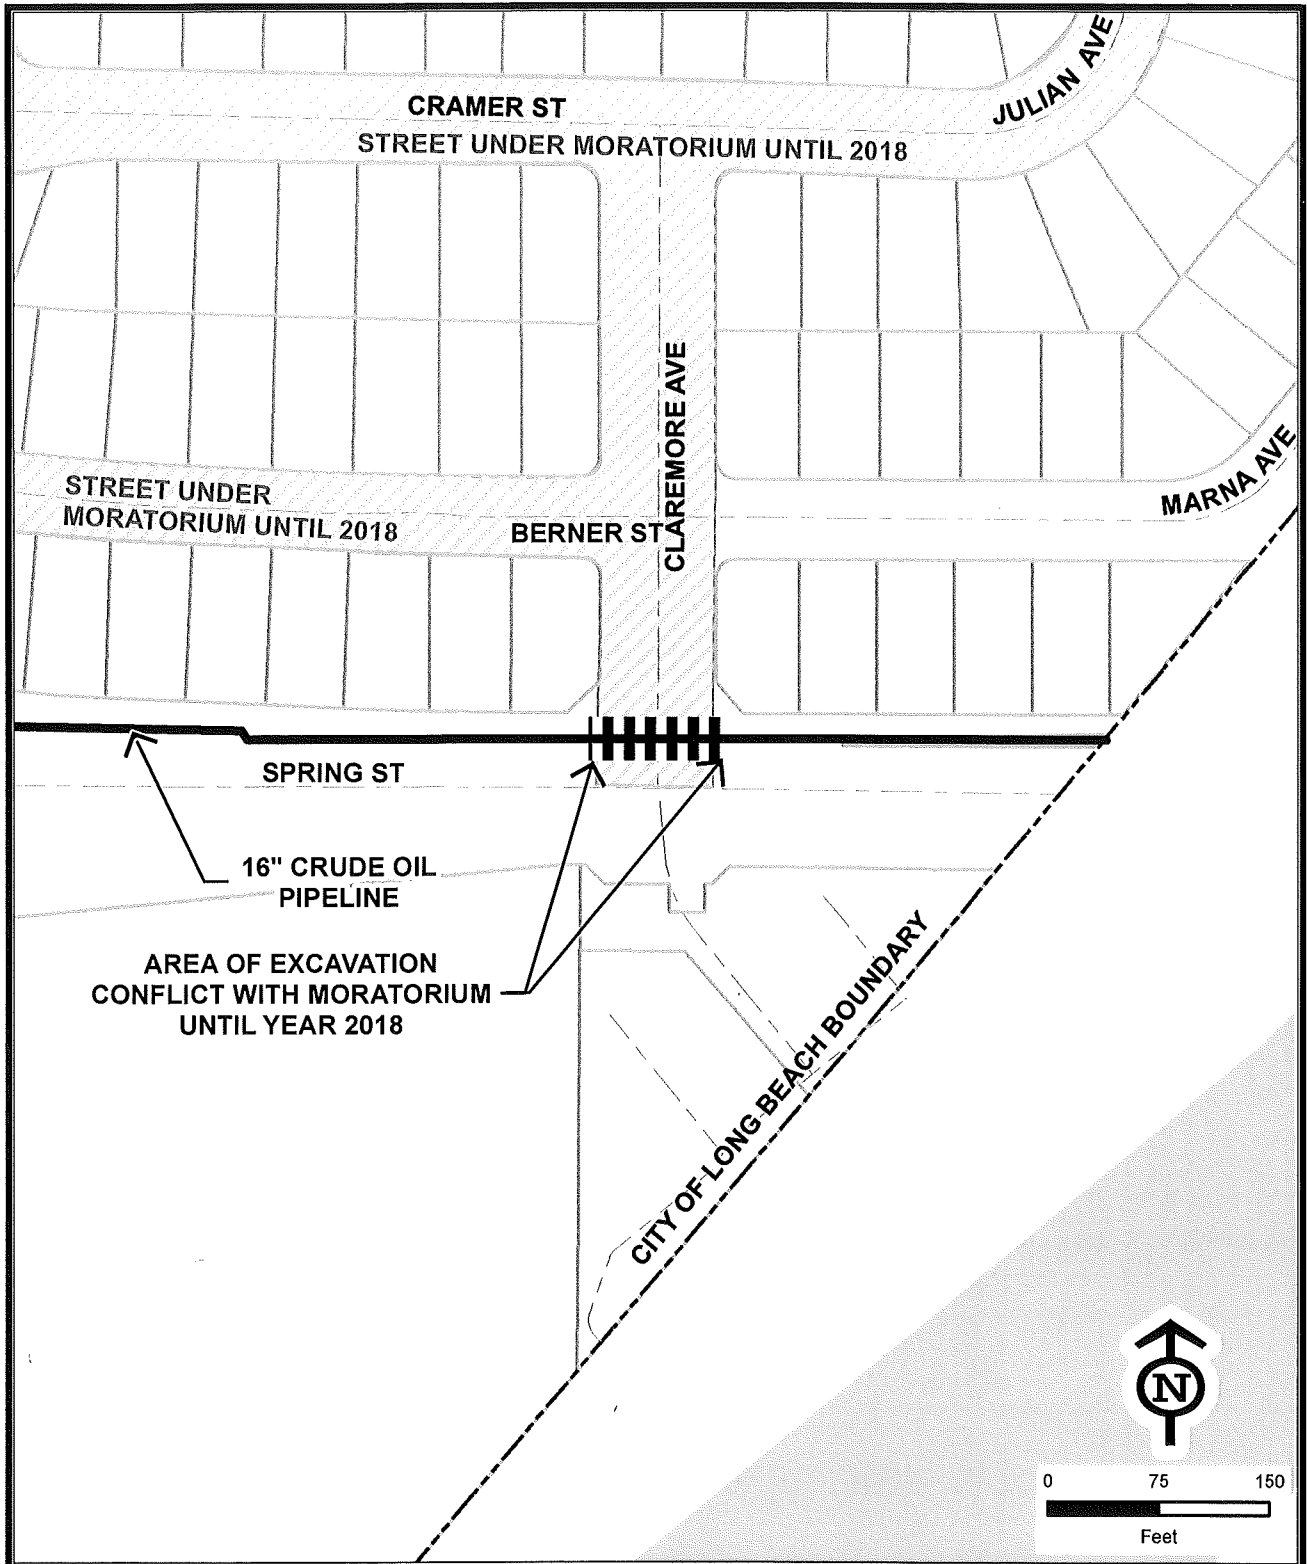 CRAMER ST
JULIAN AVE
STREET UNDER MORATORIUM UNTIL 2018
CLAREMORE AVE
STREET UNDER
MORATORIUM UNTIL 2018
BERNER ST
MARNA AVE
SPRING ST
16" CRUDE OIL
PIPELINE
AREA OF EXCAVATION
CONFLICT WITH MORATORIUM
UNTIL YEAR 2018
CITY OF LONG BEACH BOUNDARY
N
0 75 150
Feet